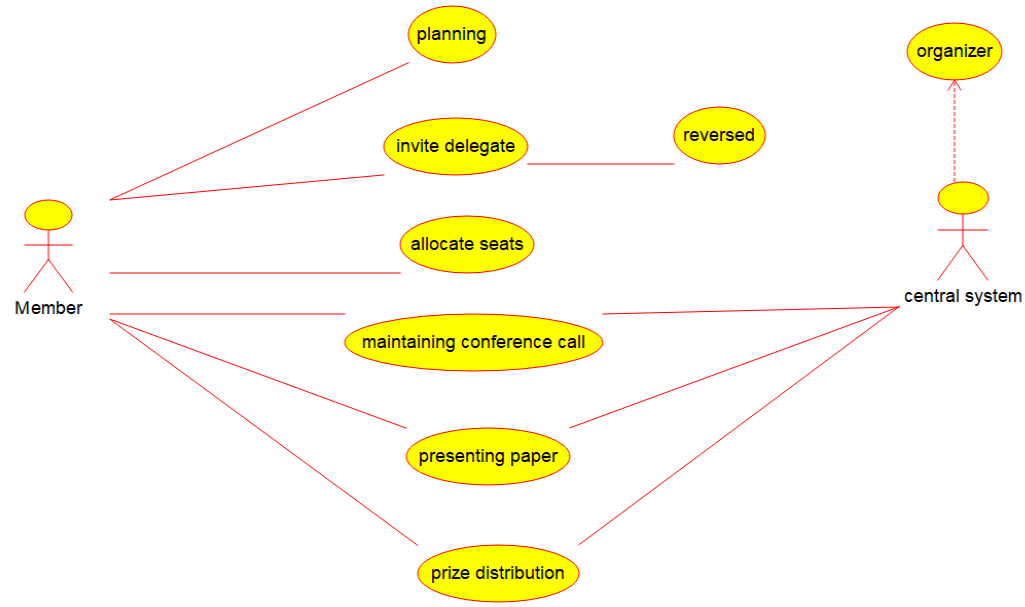 planning
organizer
invite delegate
reversed
allocate seats
Member
central system
maintaining conference call
presenting paper
prize distribution